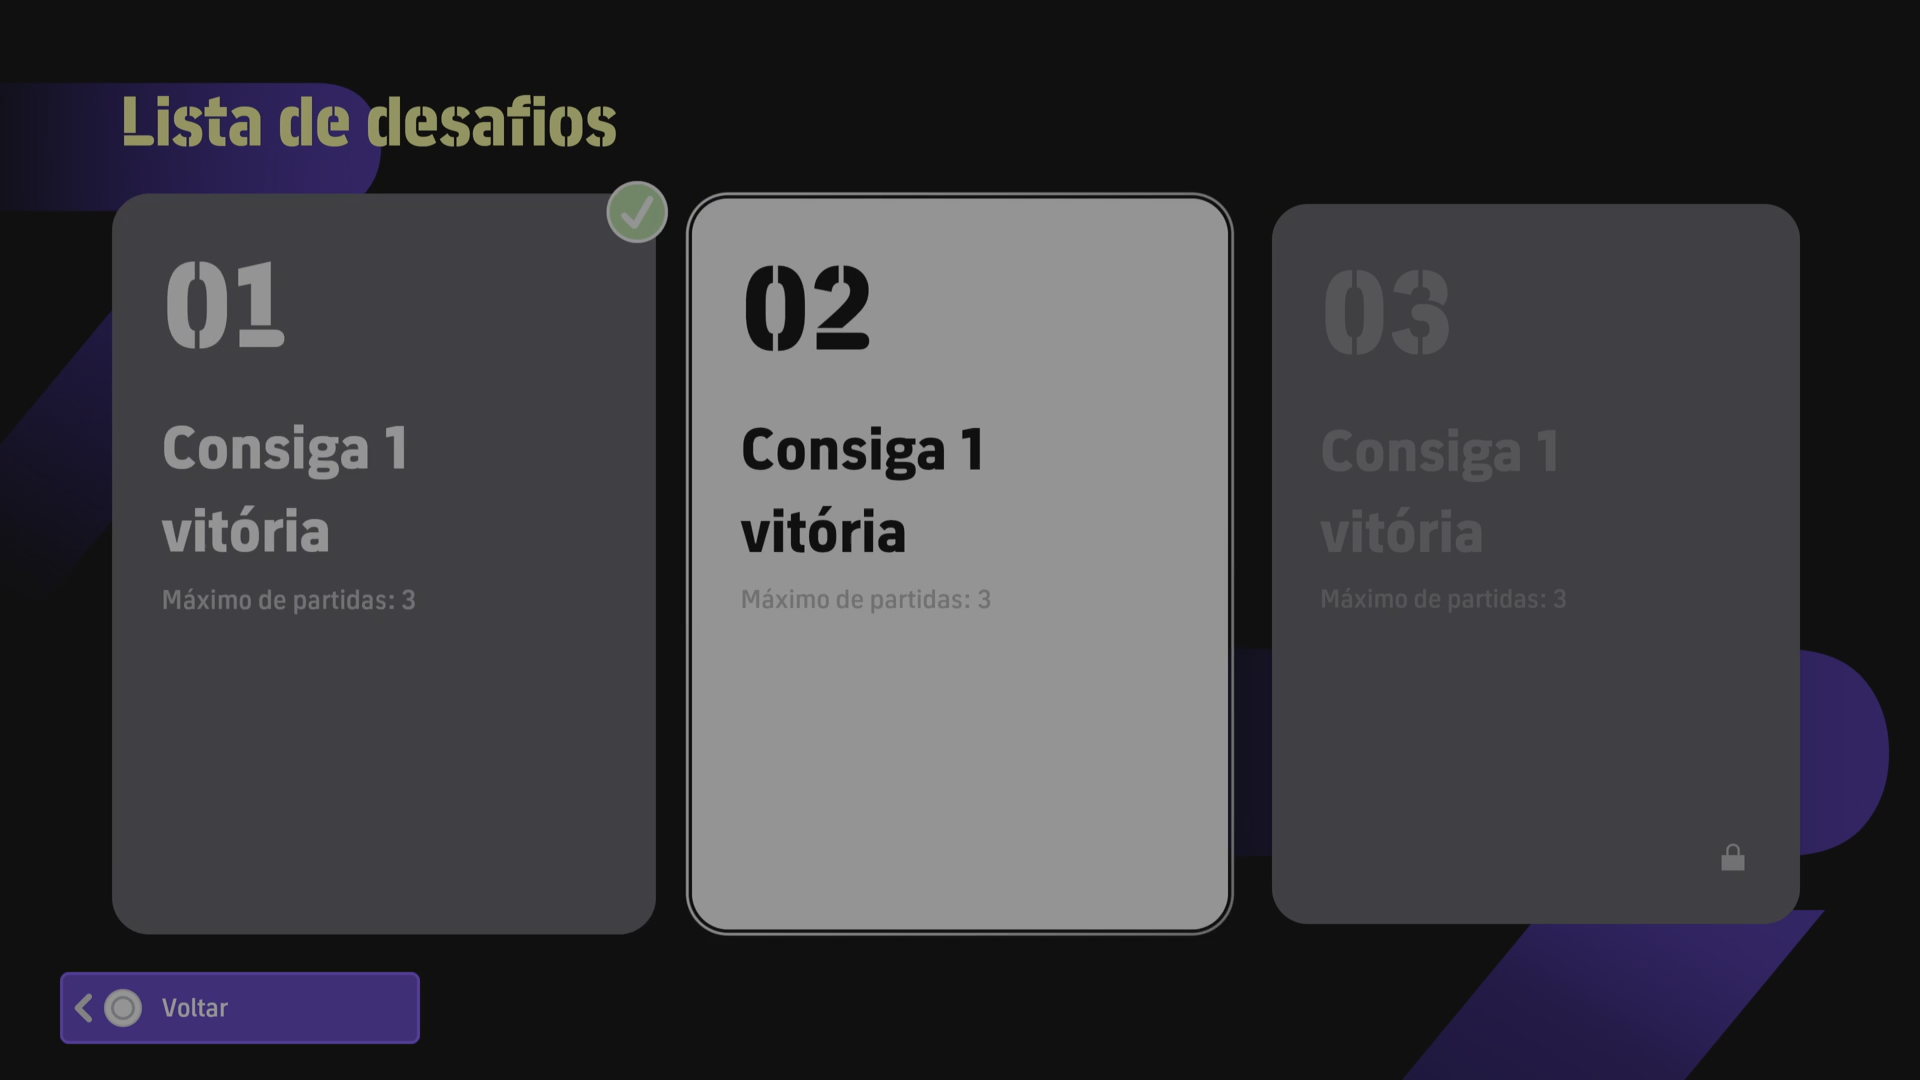 Lista de desafios
01
Consiga 1
vitória
Máximo de partidas: 3
02
Consiga 1
vitória
Máximo de partidas: 3
03
Consiga 1
vitória
Máximo de partidas: 3
Voltar